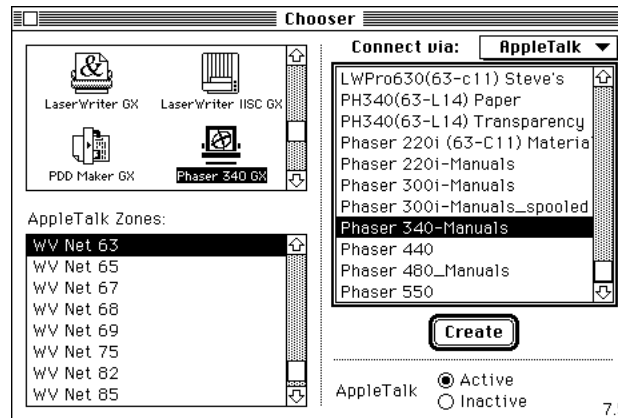 Chooser
LaserWriter GX
LaserWriter IISC GX
PDD Maker GX
Phaser 340 GX
AppleTalk Zones:
WV Net 63
WV Net 65
WV Net 67
WV Net 68
WV Net 69
WV Net 75
WV Net 82
WV Net 85
Connect via: AppleTalk
LWPro630(63-c11) Steve's
PH340(63-L14) Paper
PH340(63-L14) Transparency
Phaser 220i (63-C11) Materia
Phaser 220i-Manuals
Phaser 300i-Manuals
Phaser 300i-Manuals_spooled
Phaser 340-Manuals
Phaser 440
Phaser 480_Manuals
Phaser 550
Create
AppleTalk
Active
Inactive